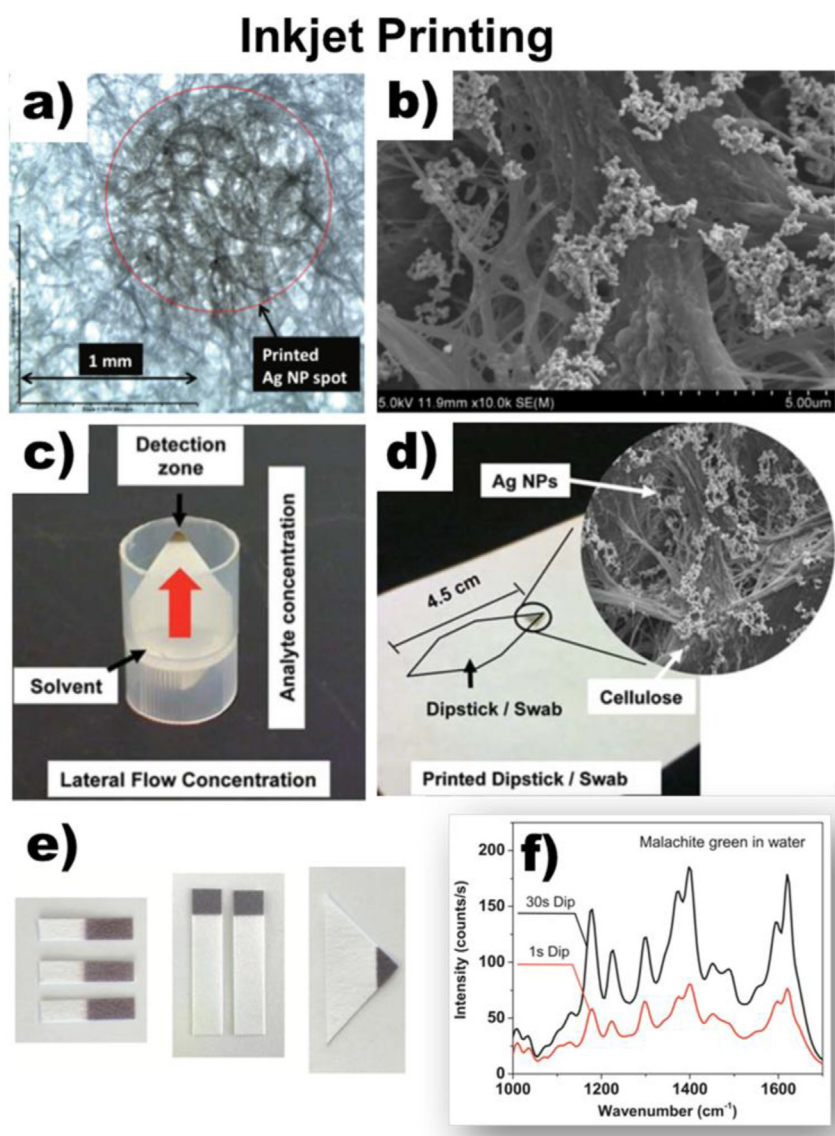 Inkjet Printing
a)
1 mm
Printed
Ag NP spot
b)
5.0kV 11.9mm x10.0k SE(M)
5.00um
c)
Detection
zone
Solvent
Analyte concentration
Lateral Flow Concentration
d)
Ag NPs
4.5 cm
Dipstick / Swab
Cellulose
Printed Dipstick / Swab
e)
f)
Malachite green in water
30s Dip
1s Dip
Intensity (counts/s)
200
150
100
50
0
1000
1200
1400
1600
Wavenumber (cm⁻¹)